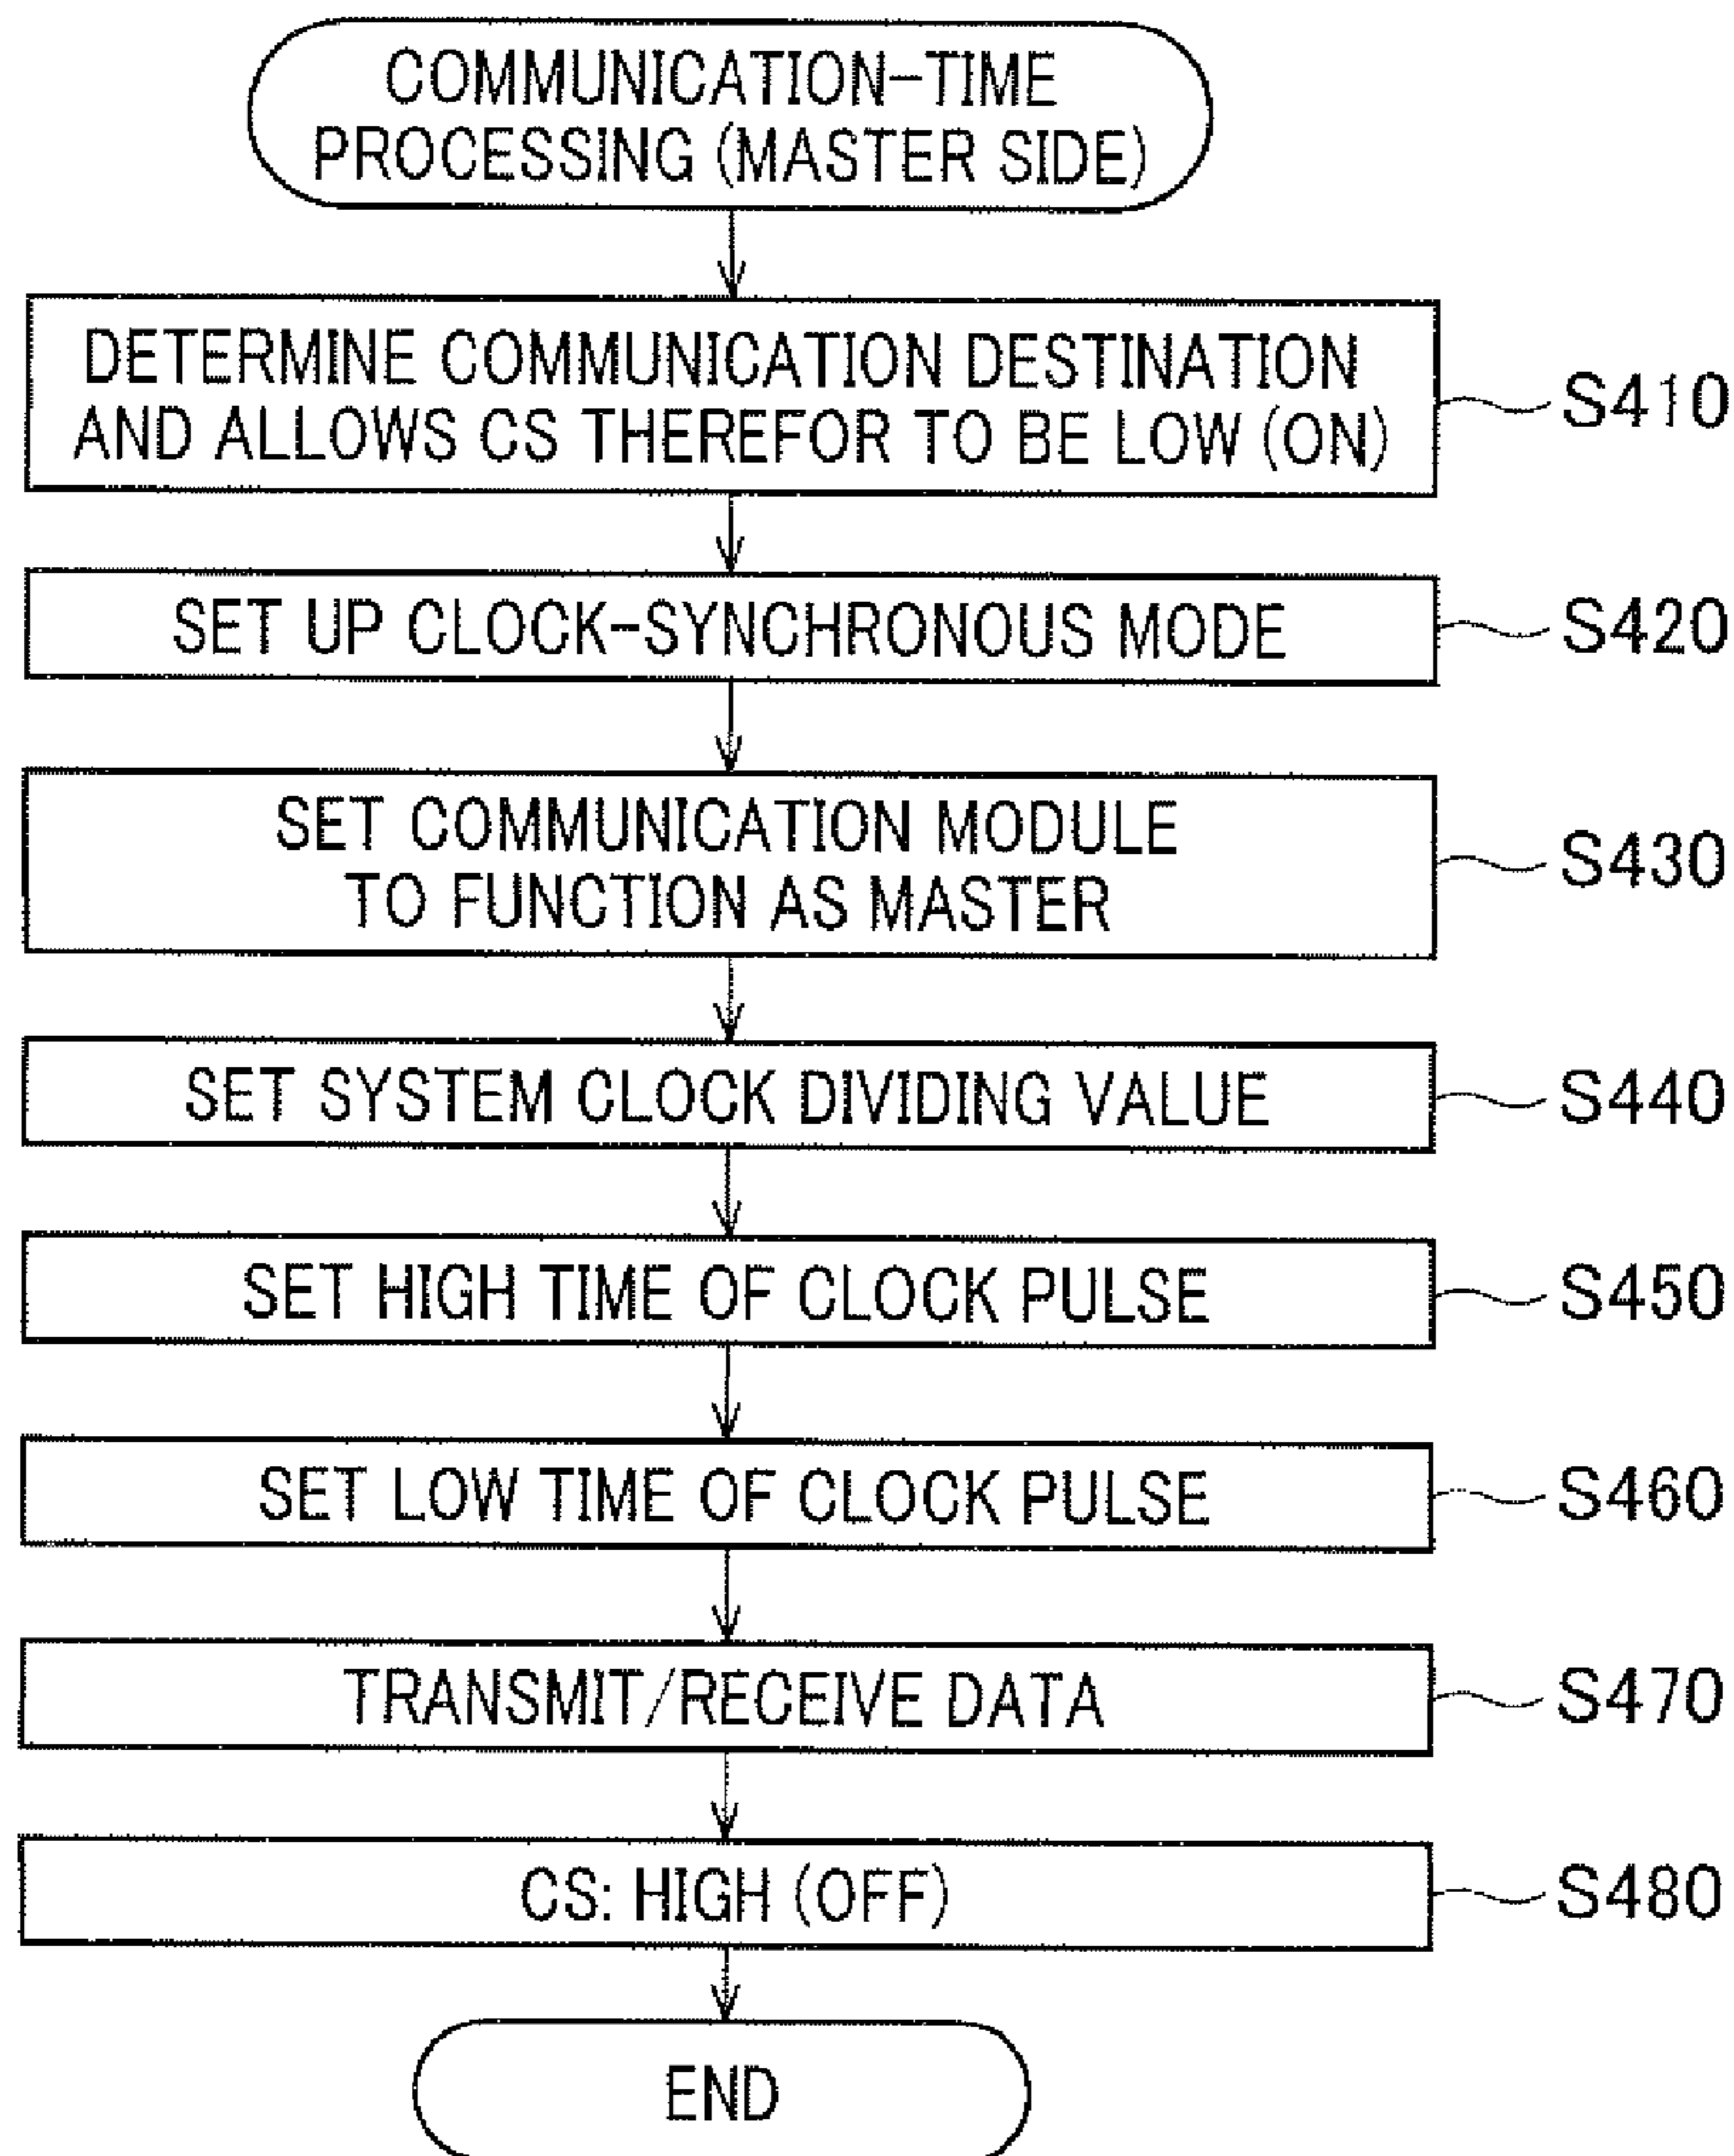 COMMUNICATION-TIME
PROCESSING (MASTER SIDE)
DETERMINE COMMUNICATION DESTINATION
AND ALLOWS CS THEREFOR TO BE LOW (ON)
S410
SET UP CLOCK-SYNCHRONOUS MODE
S420
SET COMMUNICATION MODULE
TO FUNCTION AS MASTER
S430
SET SYSTEM CLOCK DIVIDING VALUE
S440
SET HIGH TIME OF CLOCK PULSE
S450
SET LOW TIME OF CLOCK PULSE
S460
TRANSMIT/RECEIVE DATA
S470
CS: HIGH (OFF)
S480
END